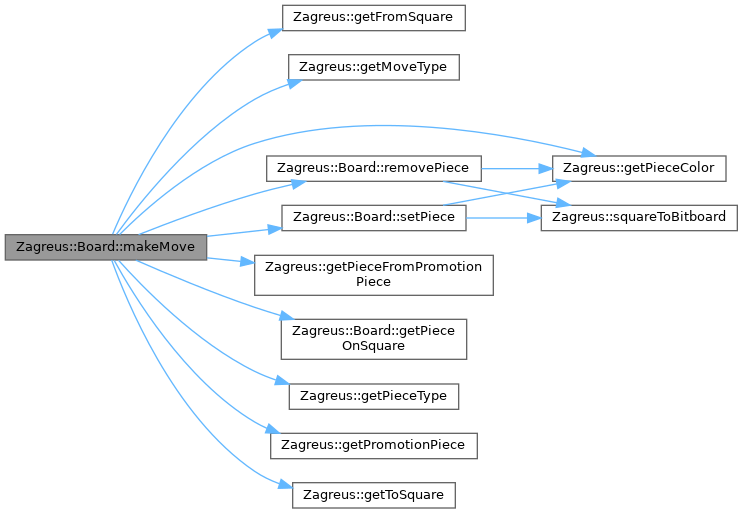 Zagreus::getFromSquare
Zagreus::getMoveType
Zagreus::Board::removePiece
Zagreus::getPieceColor
Zagreus::Board::setPiece
Zagreus::squareToBitboard
Zagreus::Board::makeMove
Zagreus::getPieceFromPromotion
Piece
Zagreus::Board::getPiece
OnSquare
Zagreus::getPieceType
Zagreus::getPromotionPiece
Zagreus::getToSquare